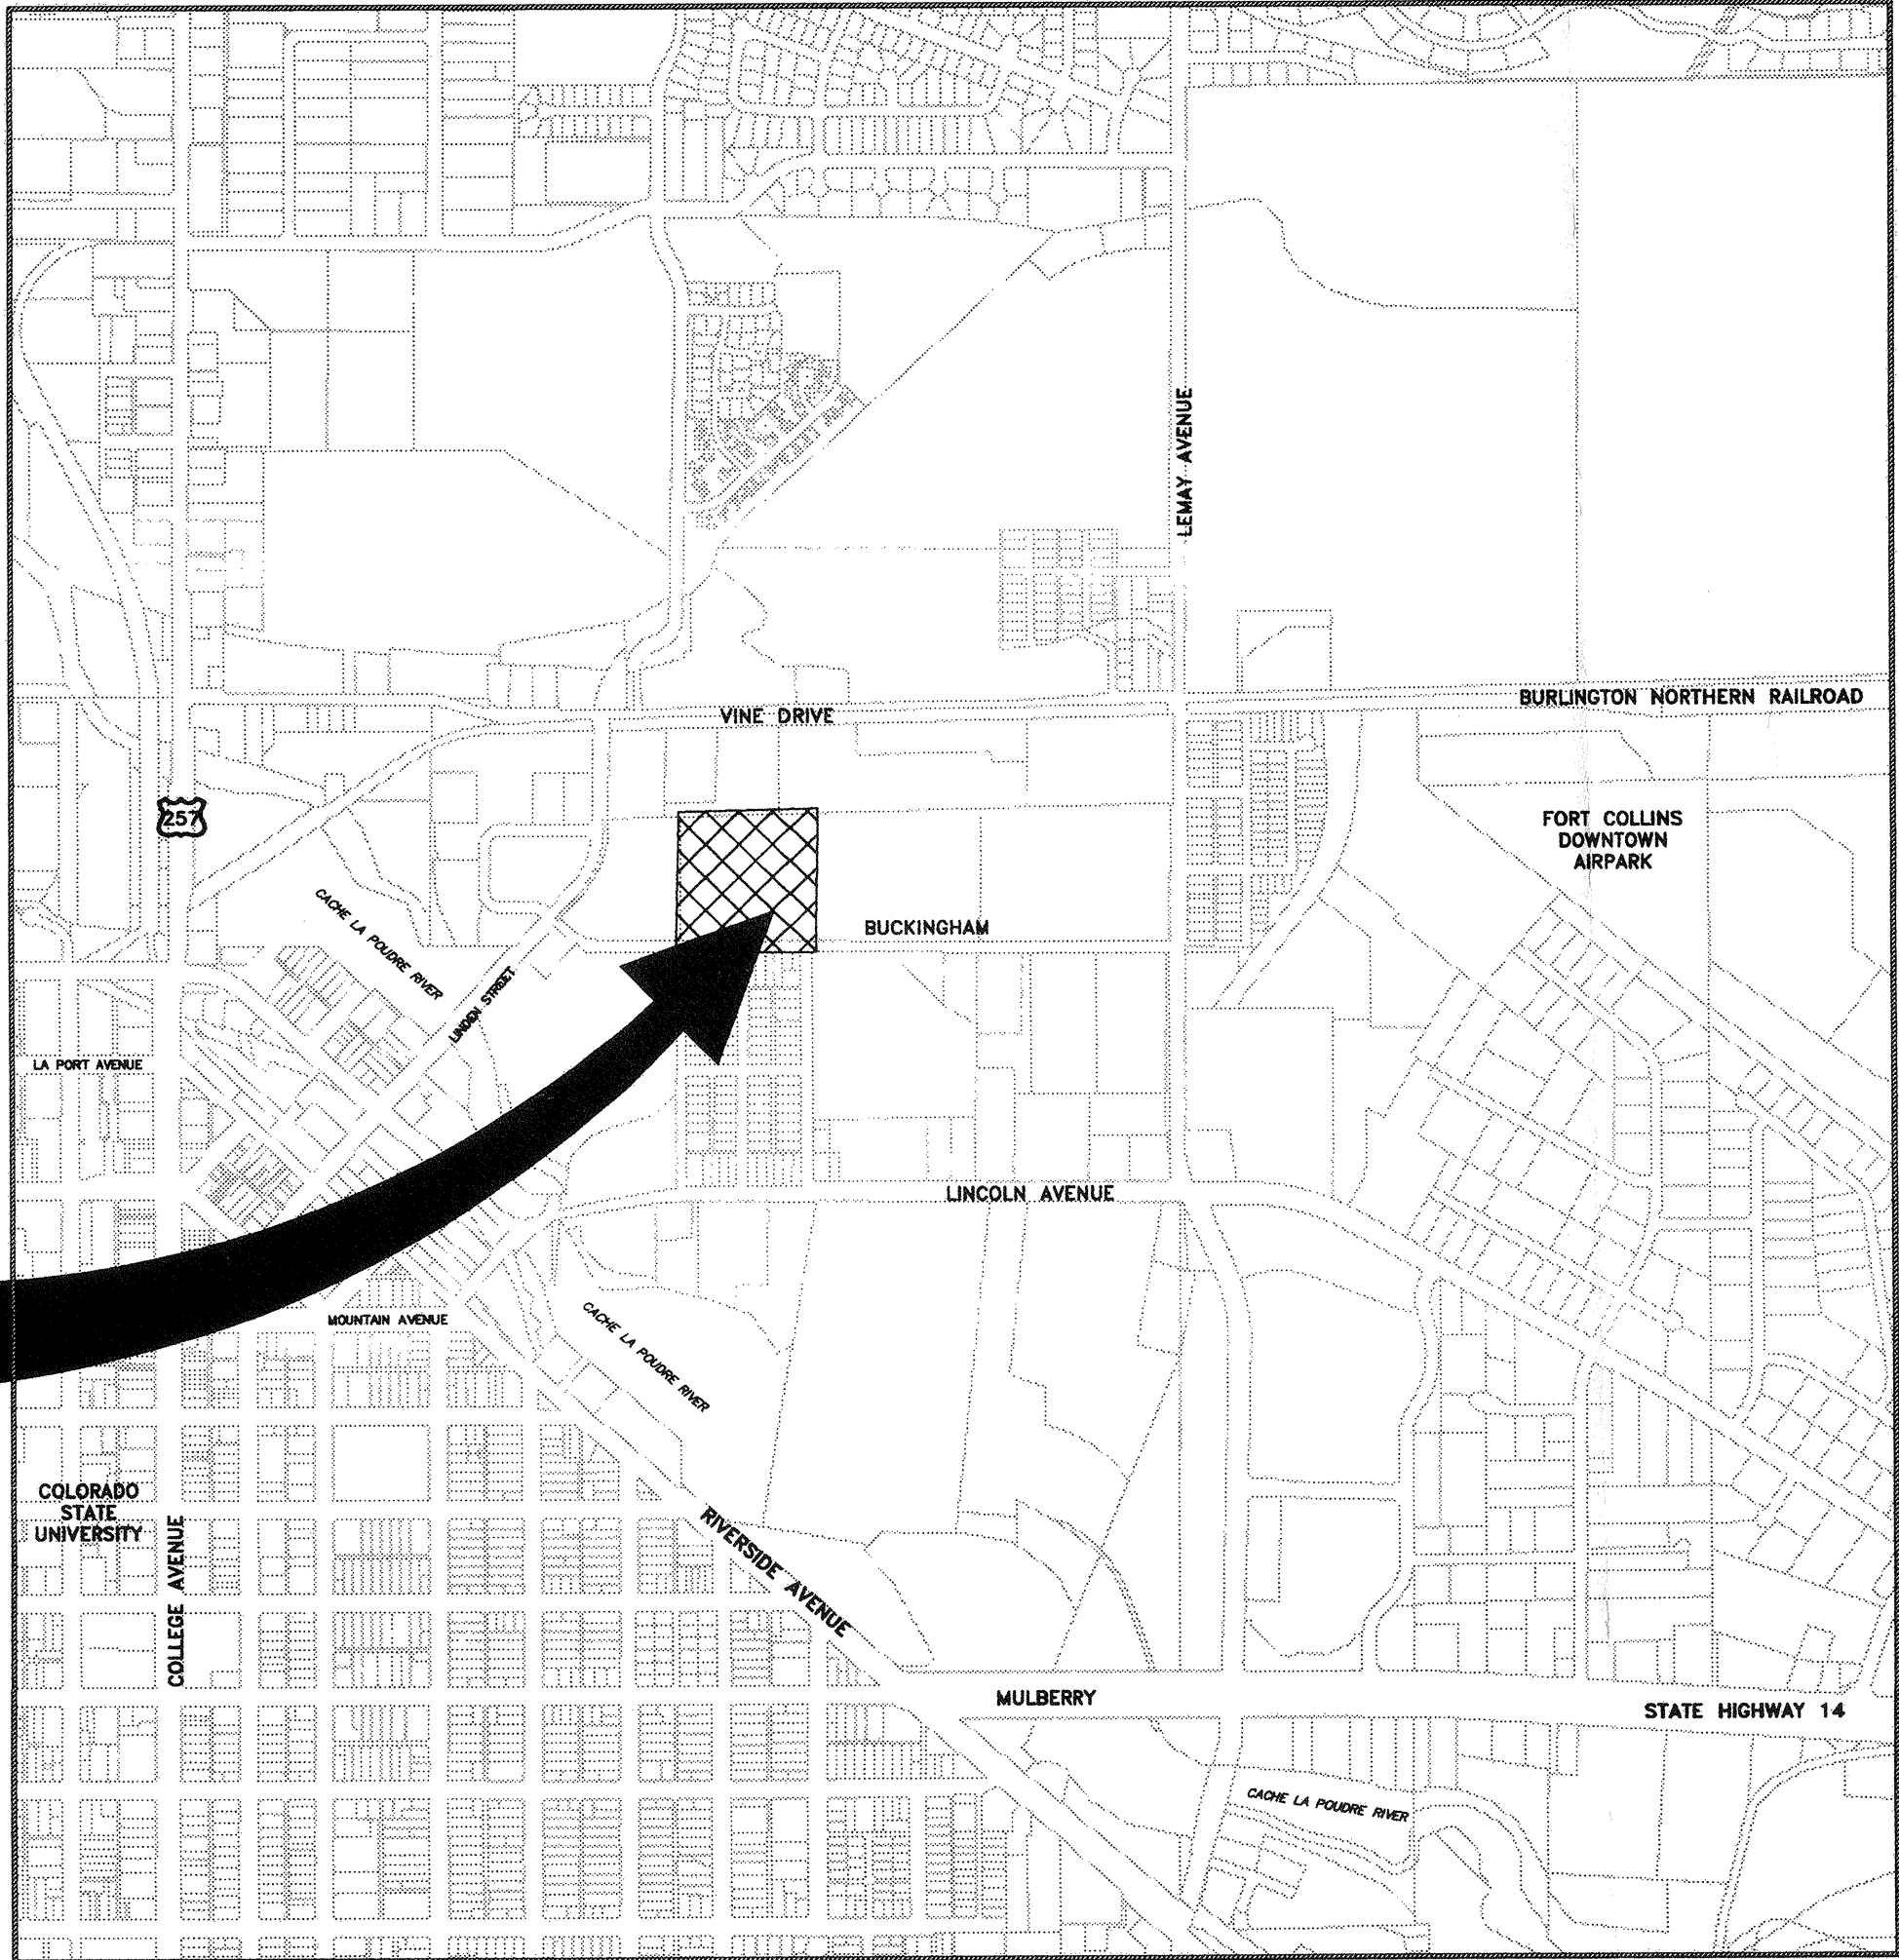 LEMAY AVENUE
BURLINGTON NORTHERN RAILROAD
VINE DRIVE
257
FORT COLLINS
DOWNTOWN
AIRPARK
CACHE LA POUDRE RIVER
BUCKINGHAM
LINDEN STREET
LA PORT AVENUE
LINCOLN AVENUE
MOUNTAIN AVENUE
CACHE LA POUDRE RIVER
COLORADO
STATE
UNIVERSITY
COLLEGE AVENUE
RIVERSIDE AVENUE
MULBERRY
STATE HIGHWAY 14
CACHE LA POUDRE RIVER